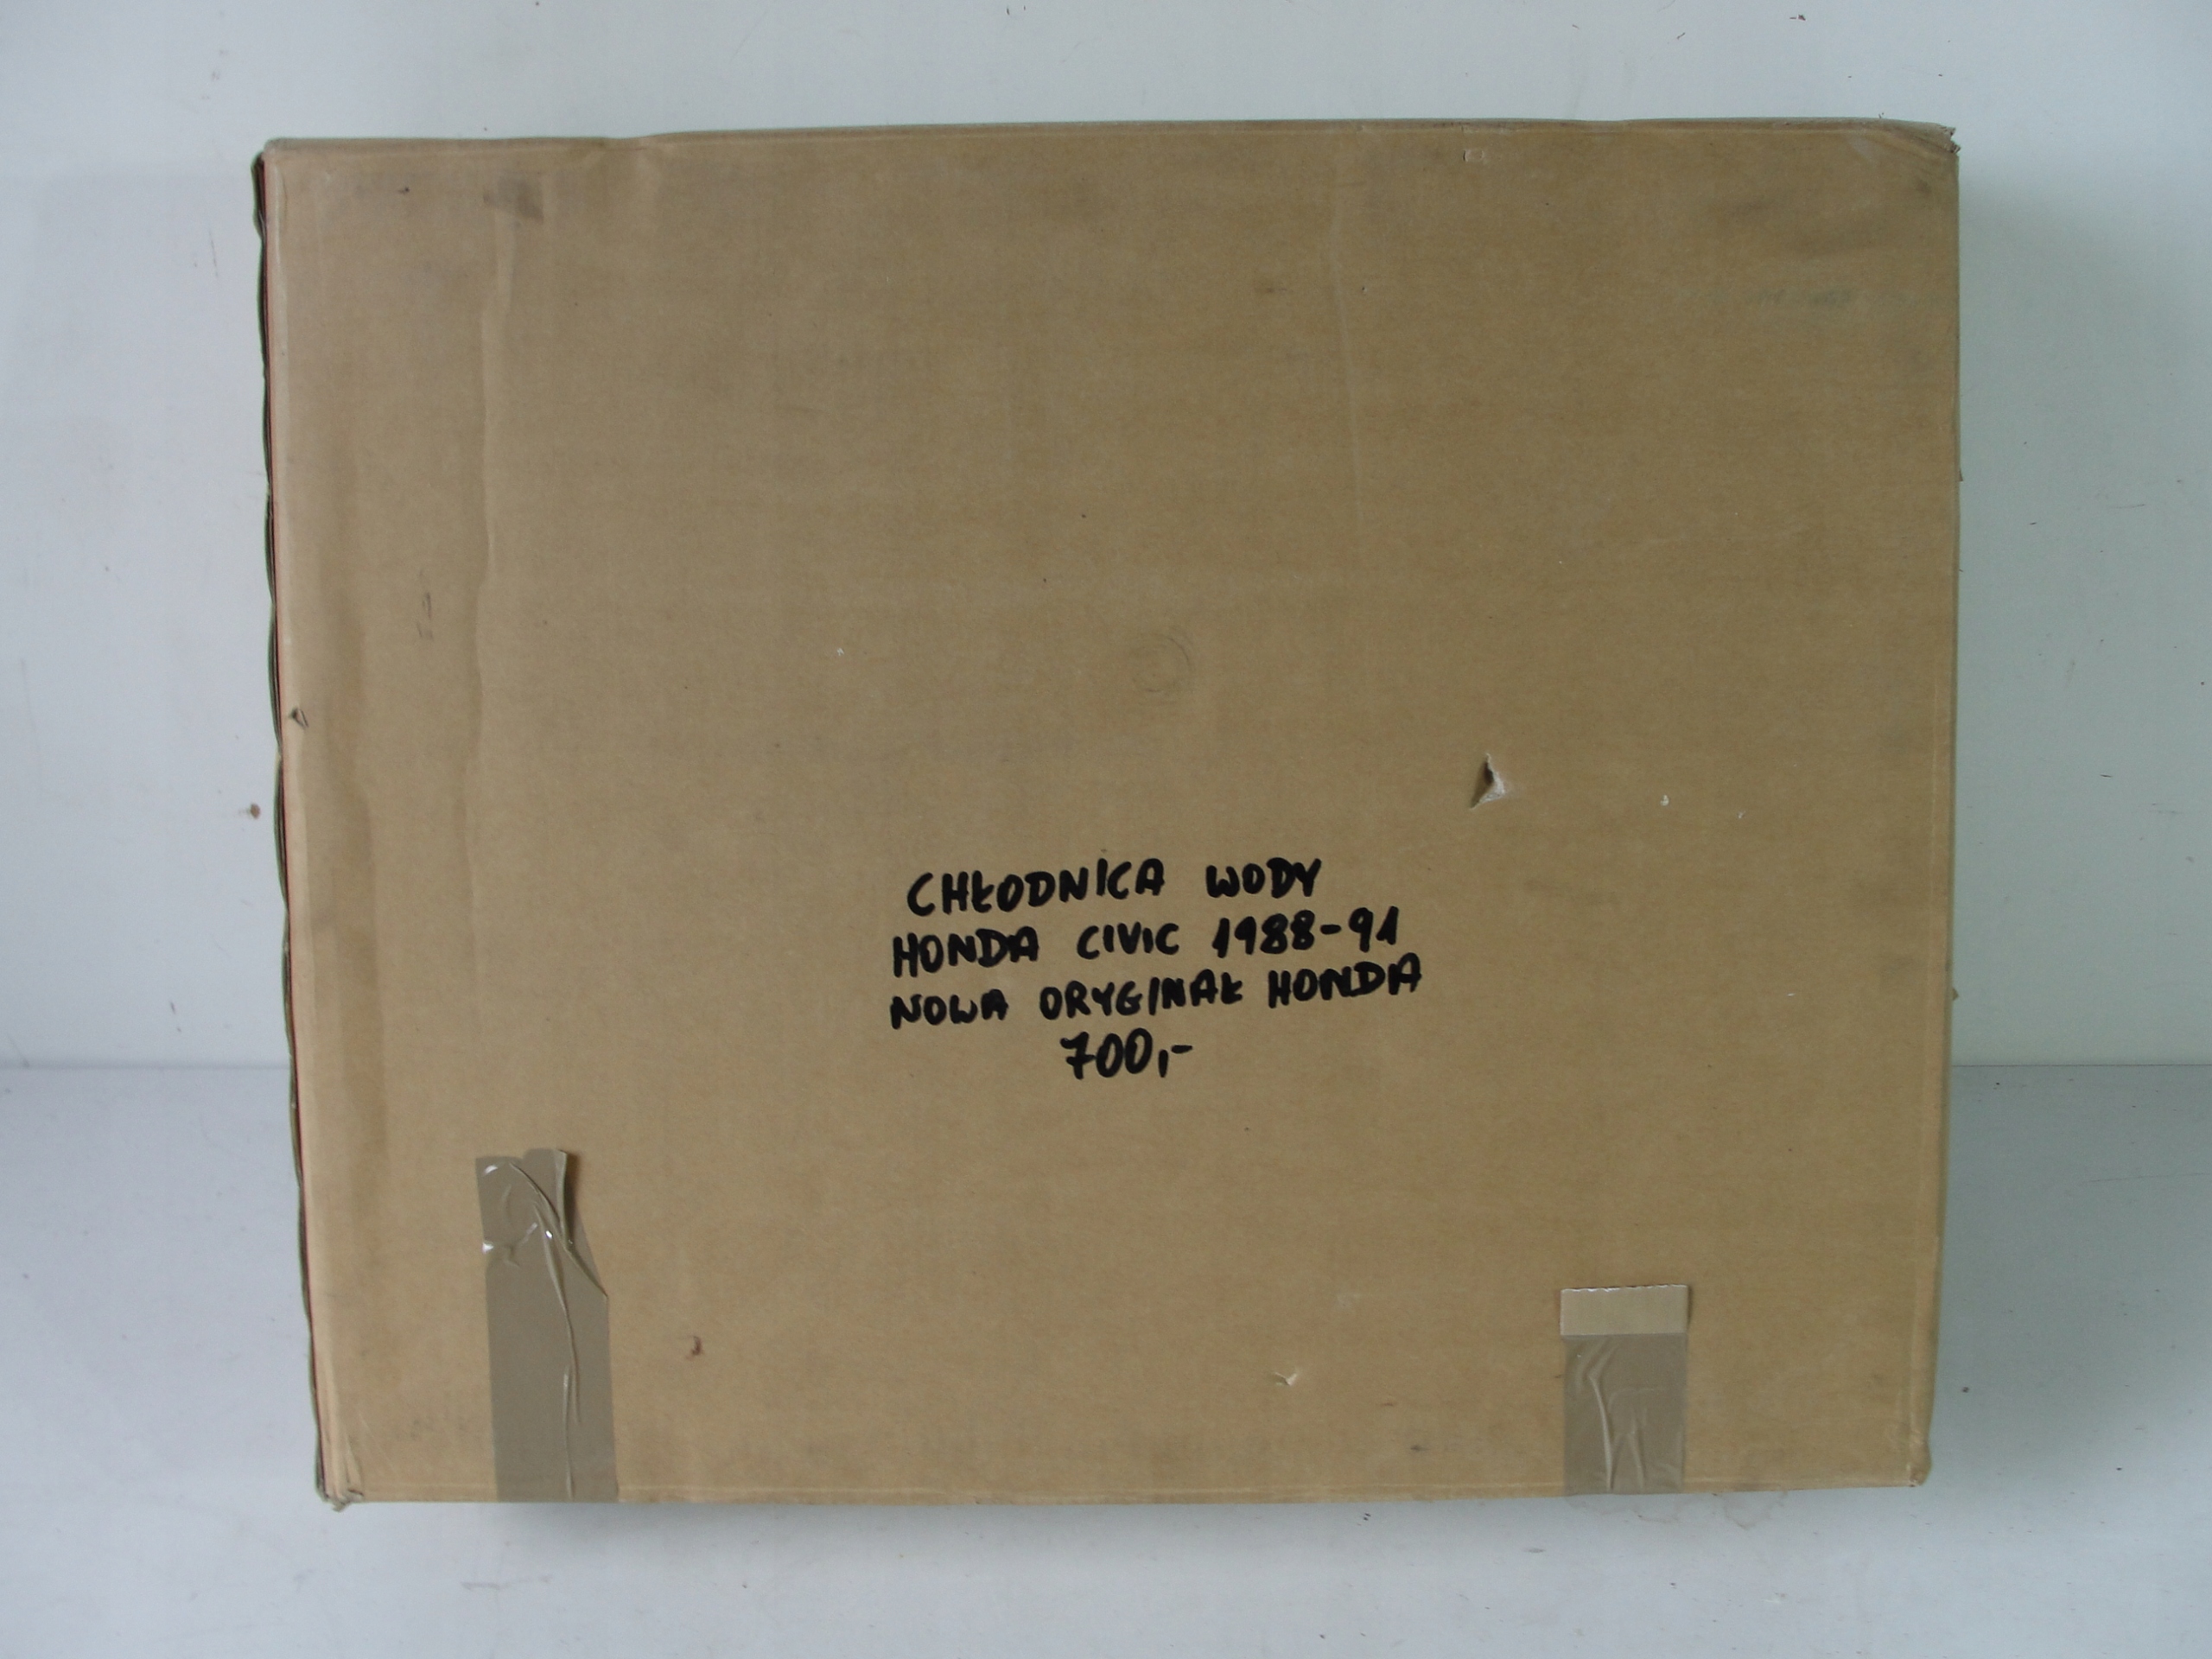 CHŁODNICA WODY
HONDA CIVIC 1988-91
NOWA ORYGINAŁ HONDA
700,-